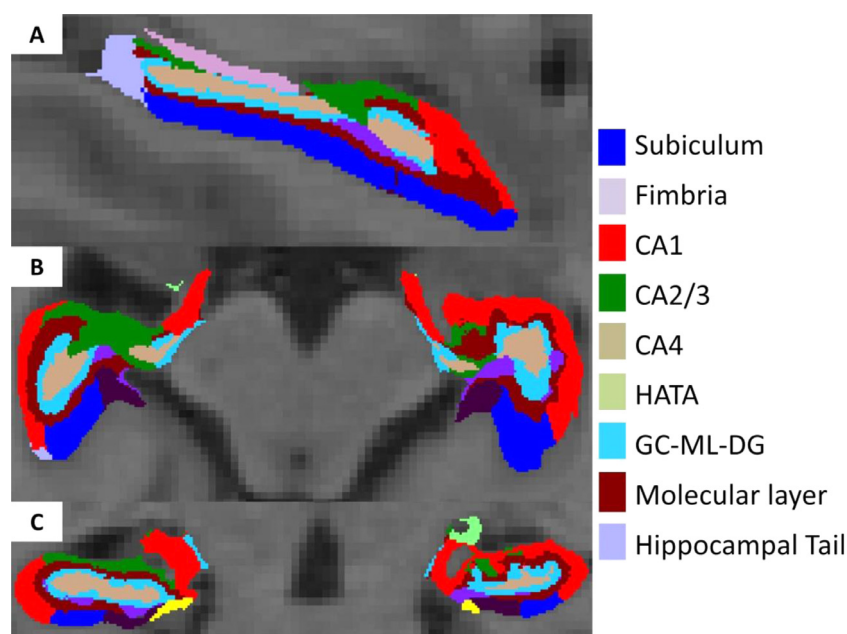 A
B
C
Subiculum
Fimbria
CA1
CA2/3
CA4
HATA
GC-ML-DG
Molecular layer
Hippocampal Tail